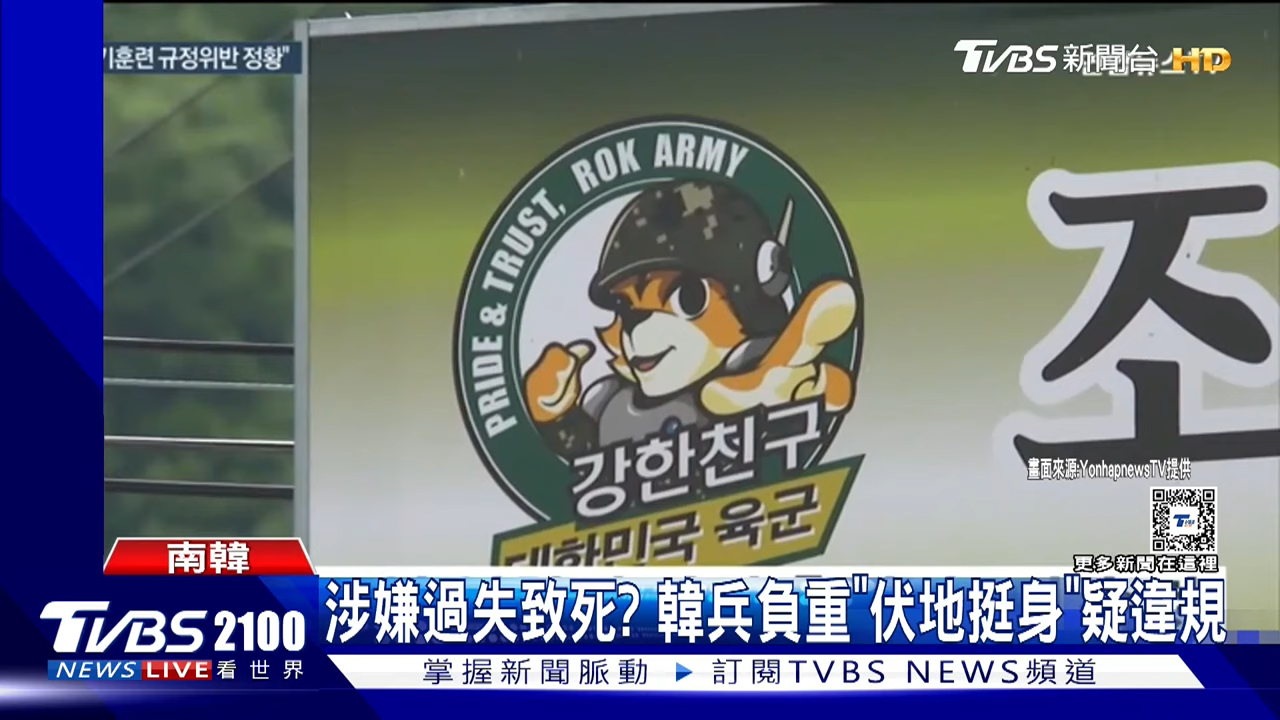 기훈련 규정위반 정황"
TVBS 新聞台 HD
PRIDE & TRUST, ROK ARMY
조
강한친구
대한민국 육군
畫面來源:YonhapnewsTV提供
TVBS
更多新聞在這裡
南韓
涉嫌過失致死? 韓兵負重"伏地挺身"疑違規
TVBS 2100
NEWS LIVE 看世界
掌握新聞脈動 ▶ 訂閱TVBS NEWS頻道